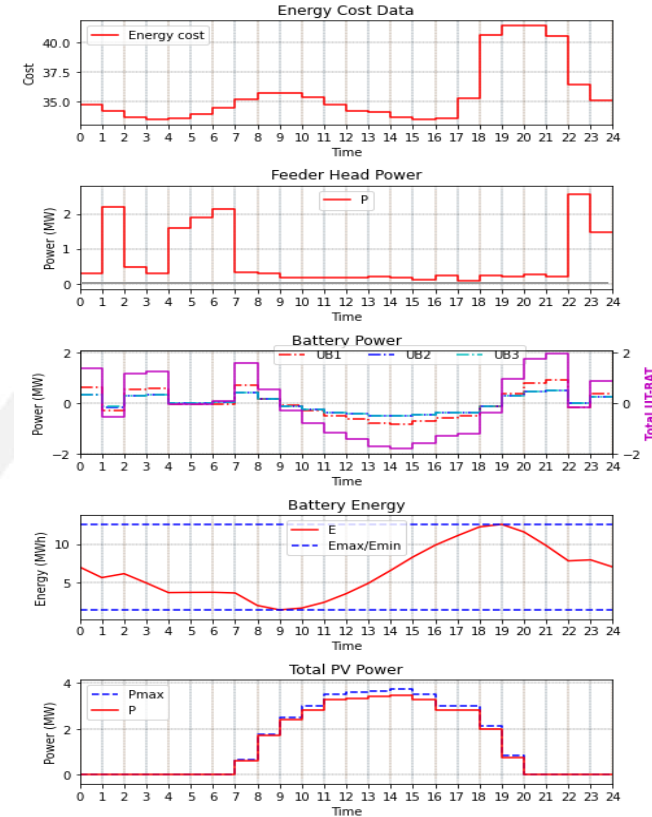 Energy Cost Data
Energy cost
40.0
37.5
35.0
Cost
0 1 2 3 4 5 6 7 8 9 10 11 12 13 14 15 16 17 18 19 20 21 22 23 24
Time
Feeder Head Power
P
2
1
0
Power (MW)
0 1 2 3 4 5 6 7 8 9 10 11 12 13 14 15 16 17 18 19 20 21 22 23 24
Time
Battery Power
UB1 UB2 UB3
2 2
0 0
−2 −2
Power (MW)
Total UT-BAT
0 1 2 3 4 5 6 7 8 9 10 11 12 13 14 15 16 17 18 19 20 21 22 23 24
Time
Battery Energy
E
Emax/Emin
10
5
Energy (MWh)
0 1 2 3 4 5 6 7 8 9 10 11 12 13 14 15 16 17 18 19 20 21 22 23 24
Time
Total PV Power
Pmax
P
4
2
0
Power (MW)
0 1 2 3 4 5 6 7 8 9 10 11 12 13 14 15 16 17 18 19 20 21 22 23 24
Time